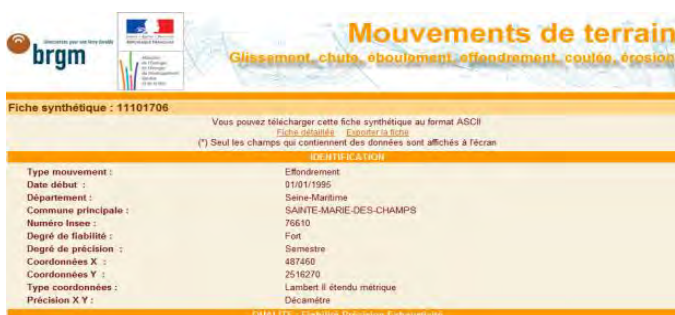 Mouvements de terrain
Glissement, chute, éboulement, effondrement, coulée, érosion
brgm
Fiche synthétique : 11101706
Vous pouvez télécharger cette fiche synthétique au format ASCII
Fiche détaillée Exporter la fiche
(*) Seul les champs qui contiennent des données sont affichés à l'écran
IDENTIFICATION
Type mouvement : Effondrement
Date début : 01/01/1995
Département : Seine-Maritime
Commune principale : SAINTE-MARIE-DES-CHAMPS
Numéro Insee : 76610
Degré de fiabilité : Fort
Degré de précision : Semestre
Coordonnées X : 487460
Coordonnées Y : 2516270
Type coordonnées : Lambert II étendu métrique
Précision X Y : Décamètre